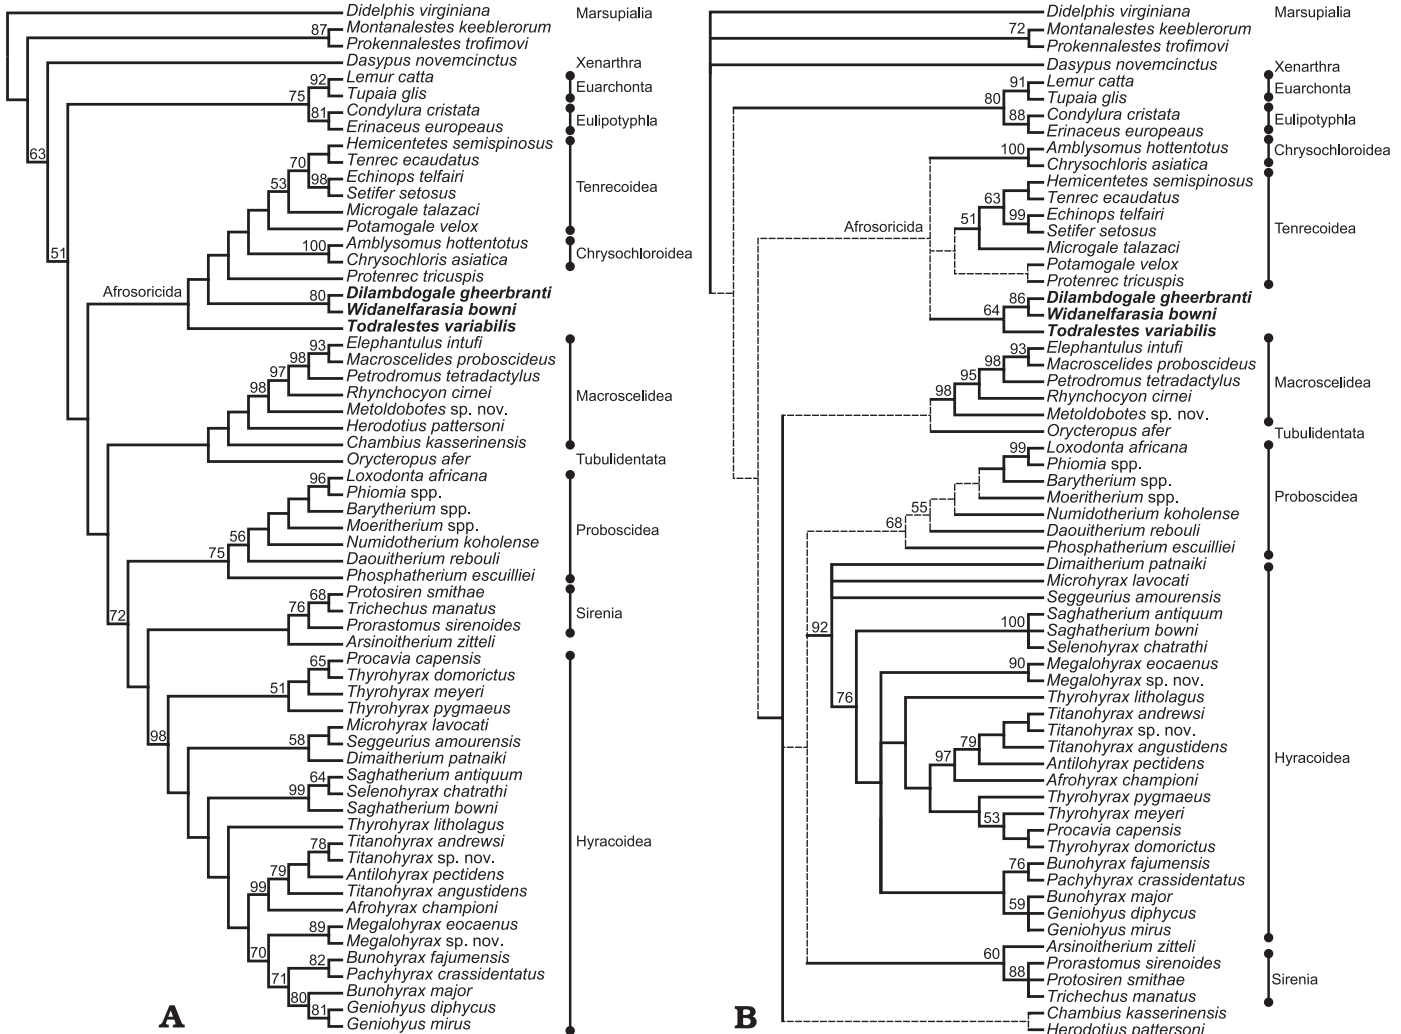 Didelphis virginiana
Marsupialia
87
Montanalestes keeblerorum
Prokennalestes trofimovi
Dasypus novemcinctus
Xenarthra
92
Lemur catta
75
Tupaia glis
Euarchonta
81
Condylura cristata
Erinaceus europeaus
Eulipotyphla
63
Hemicentetes semispinosus
70
Tenrec ecaudatus
98
Echinops telfairi
53
Setifer setosus
Tenrecoidea
Microgale talazaci
Potamogale velox
Amblysomus hottentotus
100
Chrysochloris asiatica
Chrysochloroidea
51
Protenrec tricuspis
Afrosoricida
80
Dilambdogale gheerbranti
Widanelfarasia bowni
Todralestes variabilis
93
Elephantulus intufi
98
Macroscelides proboscideus
97
Petrodromus tetradactylus
98
Rhynchocyon cirnei
Macroscelidea
Metoldobotes sp. nov.
Herodotius pattersoni
Chambius kasserinensis
Orycteropus afer
Tubulidentata
96
Loxodonta africana
Phiomia spp.
Barytherium spp.
Moeritherium spp.
Proboscidea
56
Numidotherium koholense
75
Daouitherium rebouli
Phosphatherium escuilliei
68
Protosiren smithae
76
Trichechus manatus
Sirenia
72
Prorastomus sirenoides
Arsinoitherium zitteli
65
Procavia capensis
Thyrohyrax domorictus
51
Thyrohyrax meyeri
Thyrohyrax pygmaeus
98
Microhyrax lavocati
58
Seggeurius amourensis
Dimaitherium patnaiki
64
Saghatherium antiquum
99
Selenohyrax chatrathi
Saghatherium bowni
Thyrohyrax litholagus
Hyracoidea
78
Titanohyrax andrewsi
Titanohyrax sp. nov.
79
Antilohyrax pectidens
99
Titanohyrax angustidens
Afrohyrax championi
89
Megalohyrax eocaenus
Megalohyrax sp. nov.
70
82
Bunohyrax fajumensis
71
Pachyhyrax crassidentatus
80
Bunohyrax major
81
Geniohyus diphycus
Geniohyus mirus
A
Didelphis virginiana
Marsupialia
72
Montanalestes keeblerorum
Prokennalestes trofimovi
Dasypus novemcinctus
Xenarthra
91
Lemur catta
80
Tupaia glis
Euarchonta
88
Condylura cristata
Erinaceus europeaus
Eulipotyphla
100
Amblysomus hottentotus
Chrysochloris asiatica
Chrysochloroidea
Hemicentetes semispinosus
63
Tenrec ecaudatus
51
99
Echinops telfairi
Setifer setosus
Tenrecoidea
Afrosoricida
Microgale talazaci
Potamogale velox
Protenrec tricuspis
86
Dilambdogale gheerbranti
64
Widanelfarasia bowni
Todralestes variabilis
93
Elephantulus intufi
98
Macroscelides proboscideus
95
Petrodromus tetradactylus
Macroscelidea
98
Rhynchocyon cirnei
Metoldobotes sp. nov.
Orycteropus afer
Tubulidentata
99
Loxodonta africana
Phiomia spp.
Barytherium spp.
Moeritherium spp.
Proboscidea
55
Numidotherium koholense
68
Daouitherium rebouli
Phosphatherium escuilliei
Dimaitherium patnaiki
Microhyrax lavocati
Seggeurius amourensis
92
100
Saghatherium antiquum
Saghatherium bowni
Selenohyrax chatrathi
90
Megalohyrax eocaenus
Megalohyrax sp. nov.
76
Thyrohyrax litholagus
Titanohyrax andrewsi
Titanohyrax sp. nov.
79
Titanohyrax angustidens
97
Antilohyrax pectidens
Hyracoidea
Afrohyrax championi
Thyrohyrax pygmaeus
53
Thyrohyrax meyeri
Procavia capensis
Thyrohyrax domorictus
76
Bunohyrax fajumensis
Pachyhyrax crassidentatus
59
Bunohyrax major
Geniohyus diphycus
Geniohyus mirus
60
Arsinoitherium zitteli
88
Prorastomus sirenoides
Protosiren smithae
Sirenia
Trichechus manatus
Chambius kasserinensis
Herodotius pattersoni
B